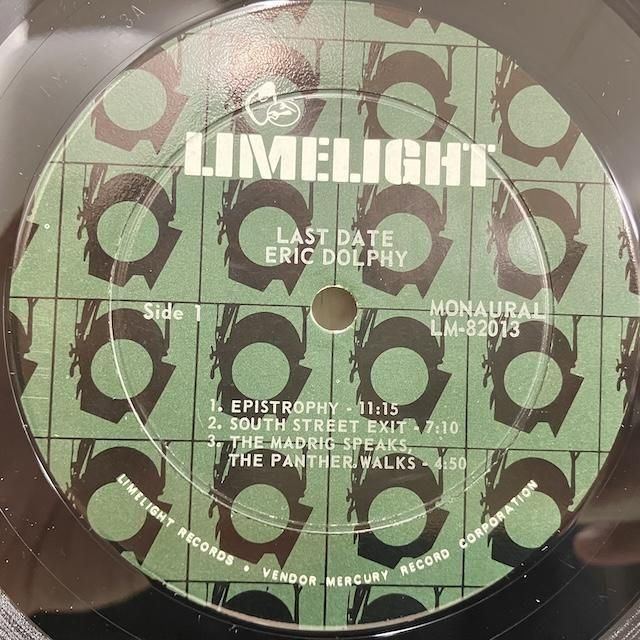 LIMELIGHT
LAST DATE
ERIC DOLPHY
Side 1
MONAURAL
LM-82013
1. EPISTROPHY - 11:15
2. SOUTH STREET EXIT - 7:10
3. THE MADRIG SPEAKS,
THE PANTHER WALKS - 4:50
LIMELIGHT RECORDS • VENDOR MERCURY RECORD CORPORATION